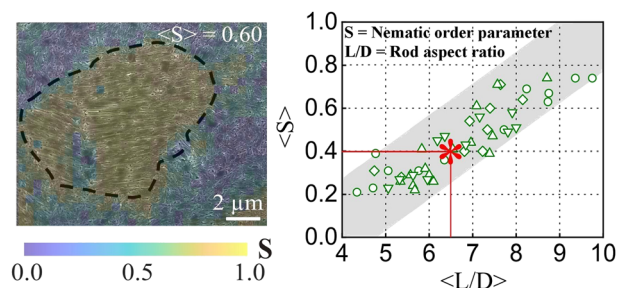 <S> = 0.60
2 µm
S
0.0 0.5 1.0
S = Nematic order parameter
L/D = Rod aspect ratio
<S>
1.0
0.8
0.6
0.4
0.2
0.0
4 5 6 7 8 9 10
<L/D>